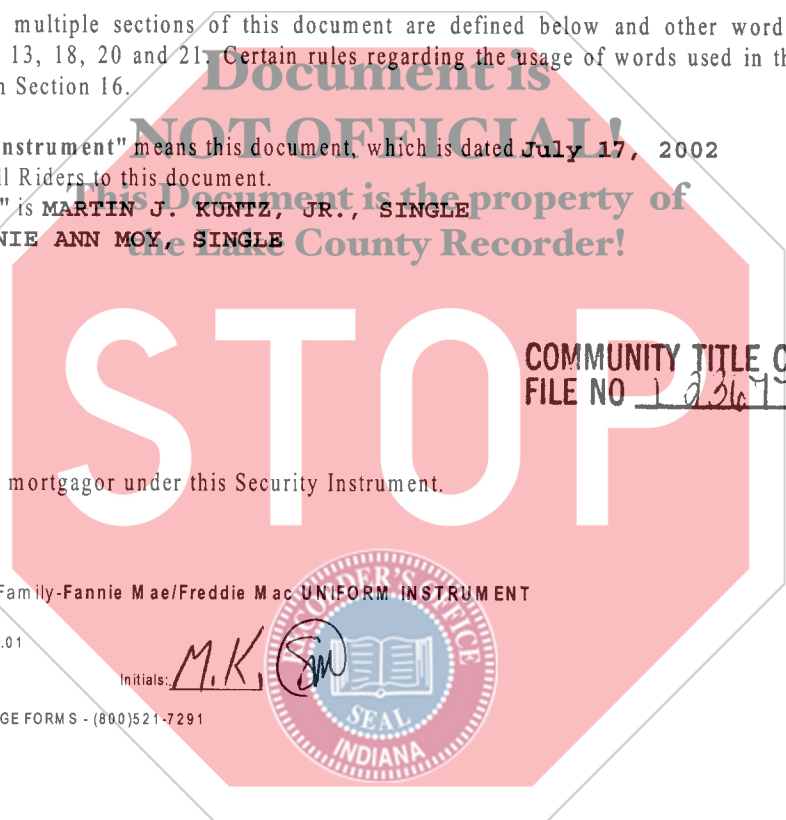 multiple sections of this document are defined below and other word
13, 18, 20 and 21. Certain rules regarding the usage of words used in th
n Section 16.
Document is
NOT OFFICIAL!
nstrument" means this document, which is dated July 17, 2002
ll Riders to this document.
This Document is the property of
" is MARTIN J. KUNTZ, JR., SINGLE
NIE ANN MOY, SINGLE
the Lake County Recorder!
STOP
COMMUNITY TITLE C
FILE NO
mortgagor under this Security Instrument.
Family-Fannie Mae/Freddie Mac UNIFORM INSTRUMENT
.01
Initials: M.K. SM
GE FORMS - (800)521-7291
RECORDER'S OFFICE
SEAL
INDIANA